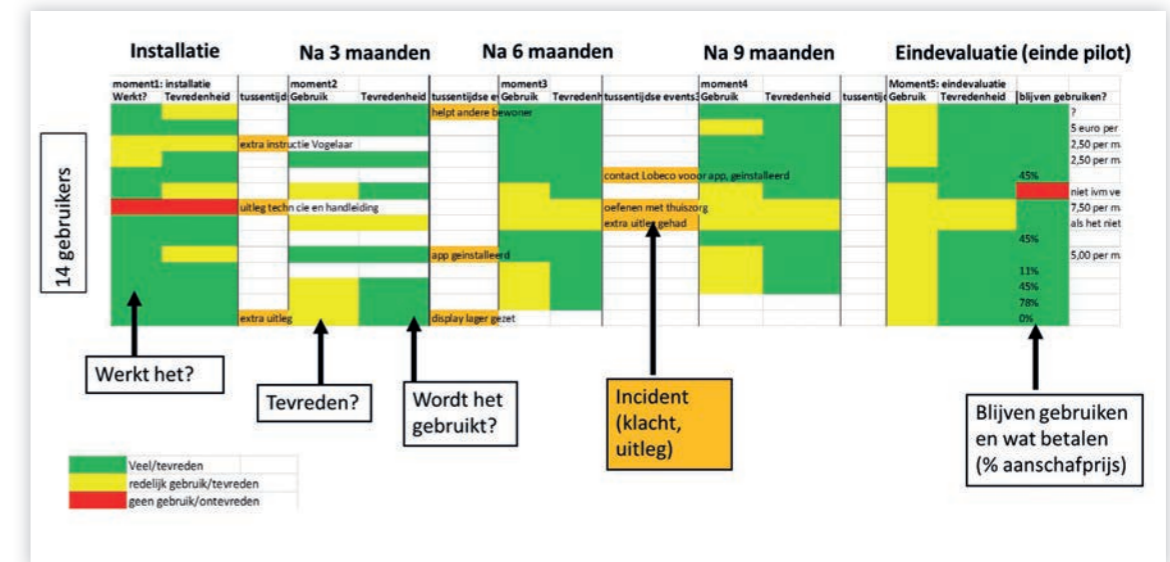 Installatie Na 3 maanden Na 6 maanden Na 9 maanden Eindevaluatie (einde pilot)
moment1: installatie moment2 moment3 moment4 Moment5: eindevaluatie
Werkt? Tevredenheid tussentijd Gebruik Tevredenheid tussentijdse e Gebruik Tevredenh tussentijdse events3 Gebruik Tevredenheid tussentijd Gebruik Tevredenheid blijven gebruiken?
helpt andere bewoner ?
5 euro per
extra instructie Vogelaar 2,50 per m
2,50 per m
contact Lobeco vooor app, geinstalleerd 45%
niet ivm ve
uitleg techn cie en handleiding oefenen met thuiszorg 7,50 per m
extra uitleg gehad als het niet
45%
app geinstalleerd 5,00 per m
11%
45%
78%
extra uitleg display lager gezet 0%
14 gebruikers
Werkt het?
Tevreden?
Wordt het
gebruikt?
Incident
(klacht,
uitleg)
Blijven gebruiken
en wat betalen
(% aanschafprijs)
Veel/tevreden
redelijk gebruik/tevreden
geen gebruik/ontevreden